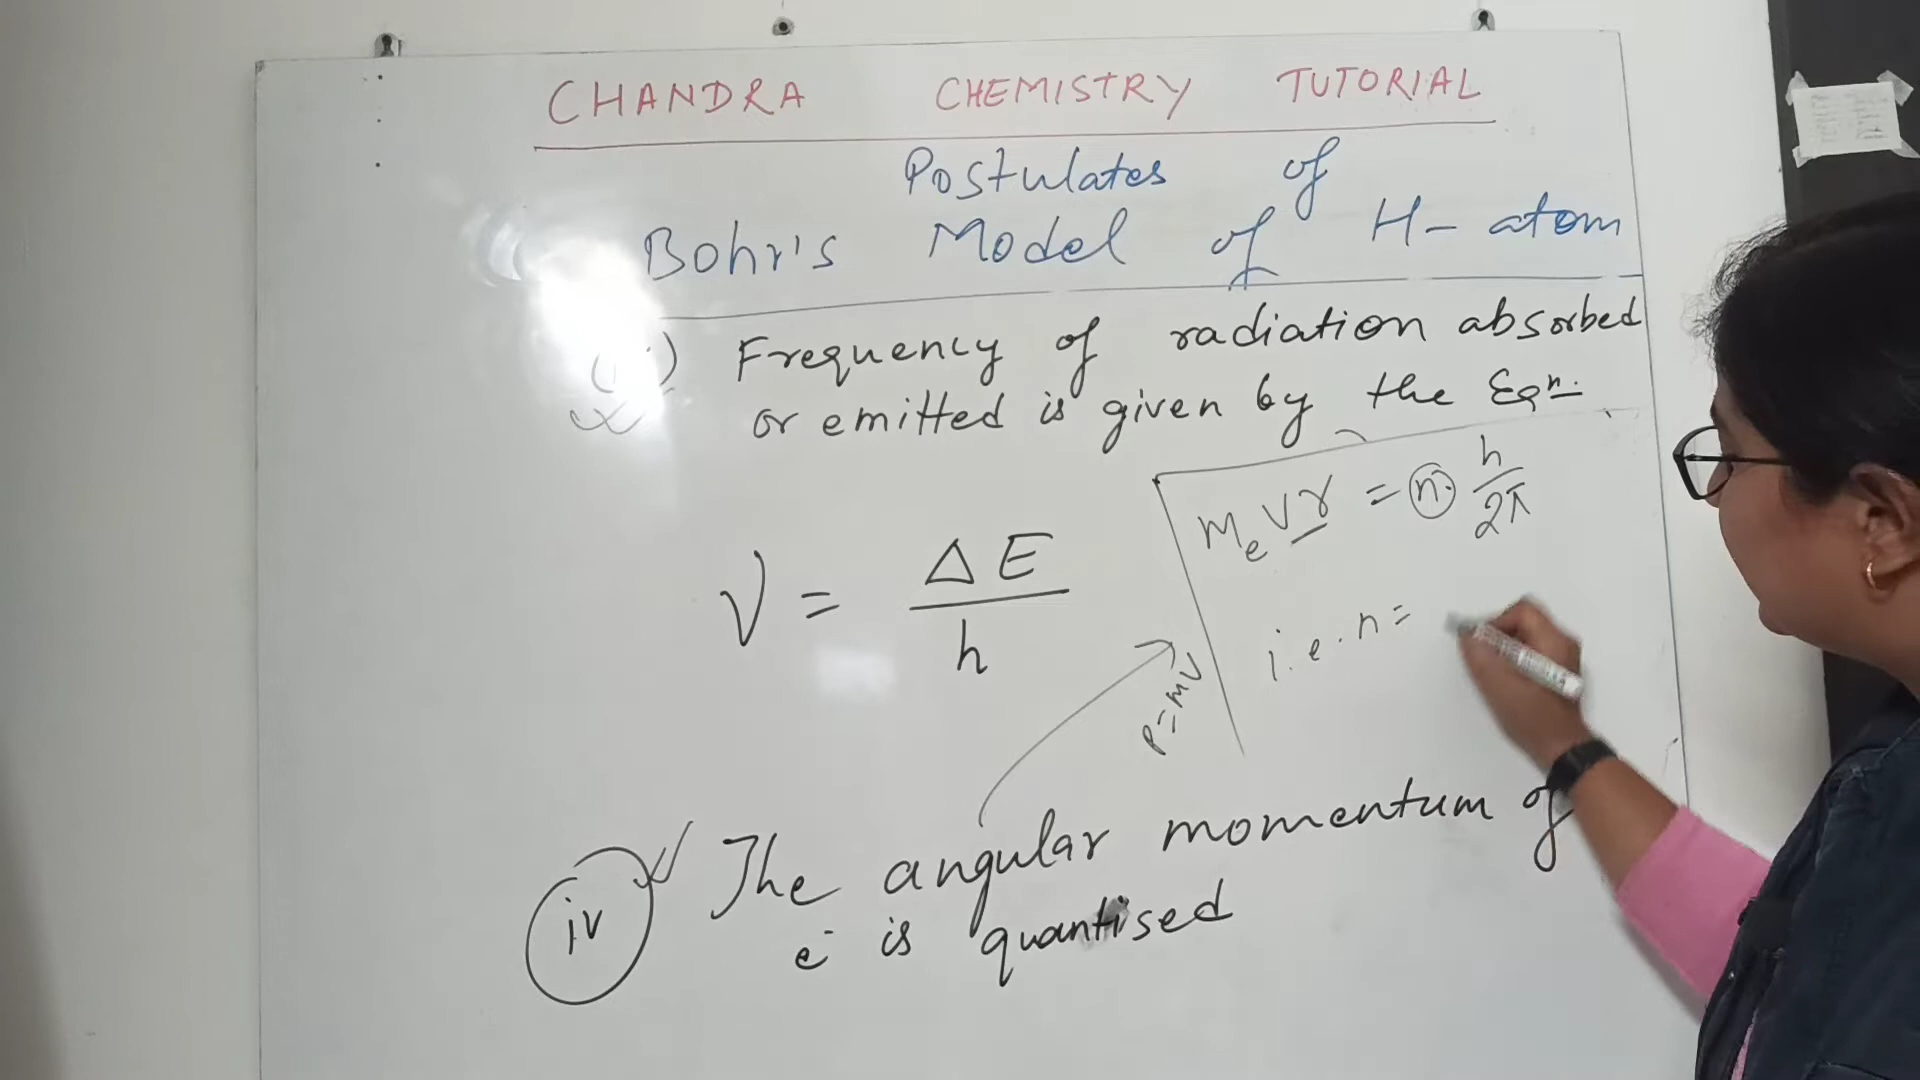 CHANDRA CHEMISTRY TUTORIAL
Postulates of
Bohr's Model of H- atom
Frequency of radiation absorbed
or emitted is given by the Eqn.
mₑvr = n. h/2π
ν = ΔE/h
i.e. n=
P=mv
iv The angular momentum of
e⁻ is quantised